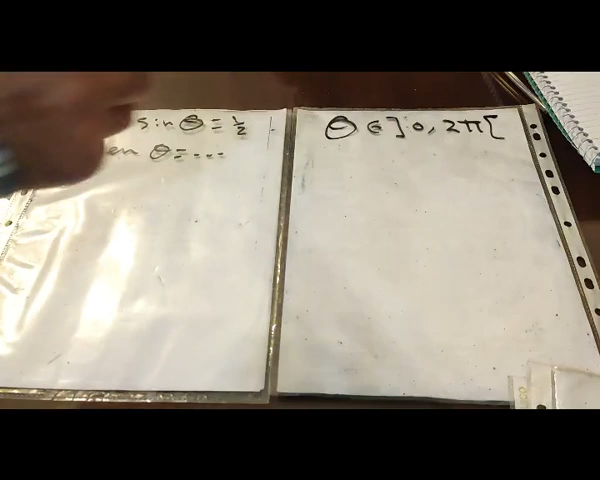 sin θ = 1/2
θ = ...
θ ∈ ]0, 2π[